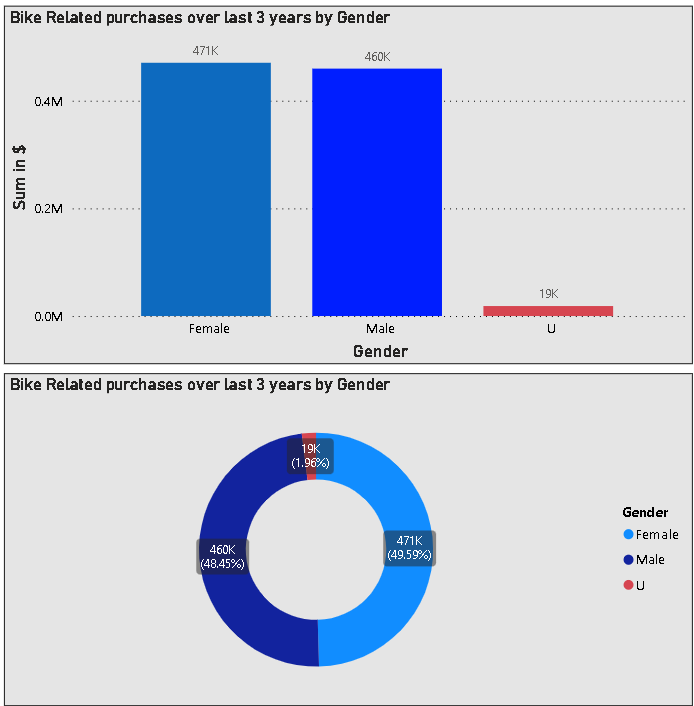 Bike Related purchases over last 3 years by Gender
471K
460K
0.4M
Sum in $
0.2M
19K
0.0M
Female
Male
U
Gender
Bike Related purchases over last 3 years by Gender
19K
(1.96%)
Gender
Female
471K
(49.59%)
460K
(48.45%)
Male
U